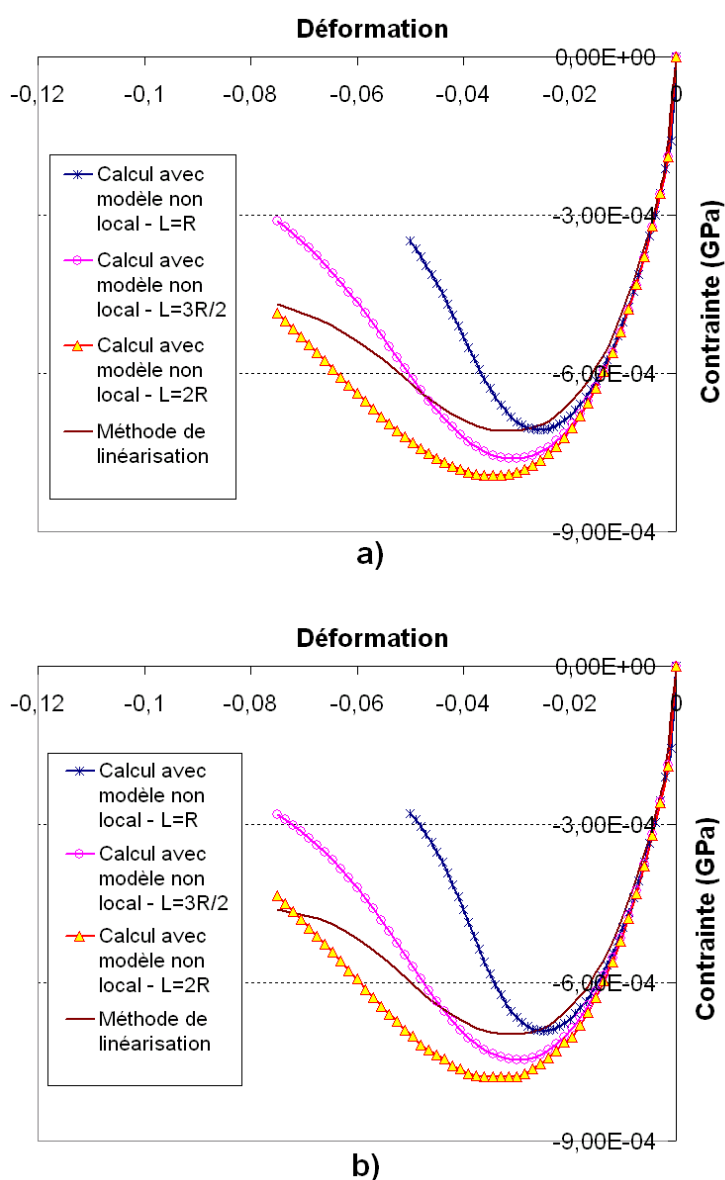 Déformation
0,00E+00
-0,12 -0,1 -0,08 -0,06 -0,04 -0,02 0
Calcul avec
modèle non
local - L=R
Calcul avec
modèle non
local - L=3R/2
Calcul avec
modèle non
local - L=2R
Méthode de
linéarisation
-3,00E-04
-6,00E-04
-9,00E-04
Contrainte (GPa)
a)
Déformation
0,00E+00
-0,12 -0,1 -0,08 -0,06 -0,04 -0,02 0
Calcul avec
modèle non
local - L=R
Calcul avec
modèle non
local - L=3R/2
Calcul avec
modèle non
local - L=2R
Méthode de
linéarisation
-3,00E-04
-6,00E-04
-9,00E-04
Contrainte (GPa)
b)